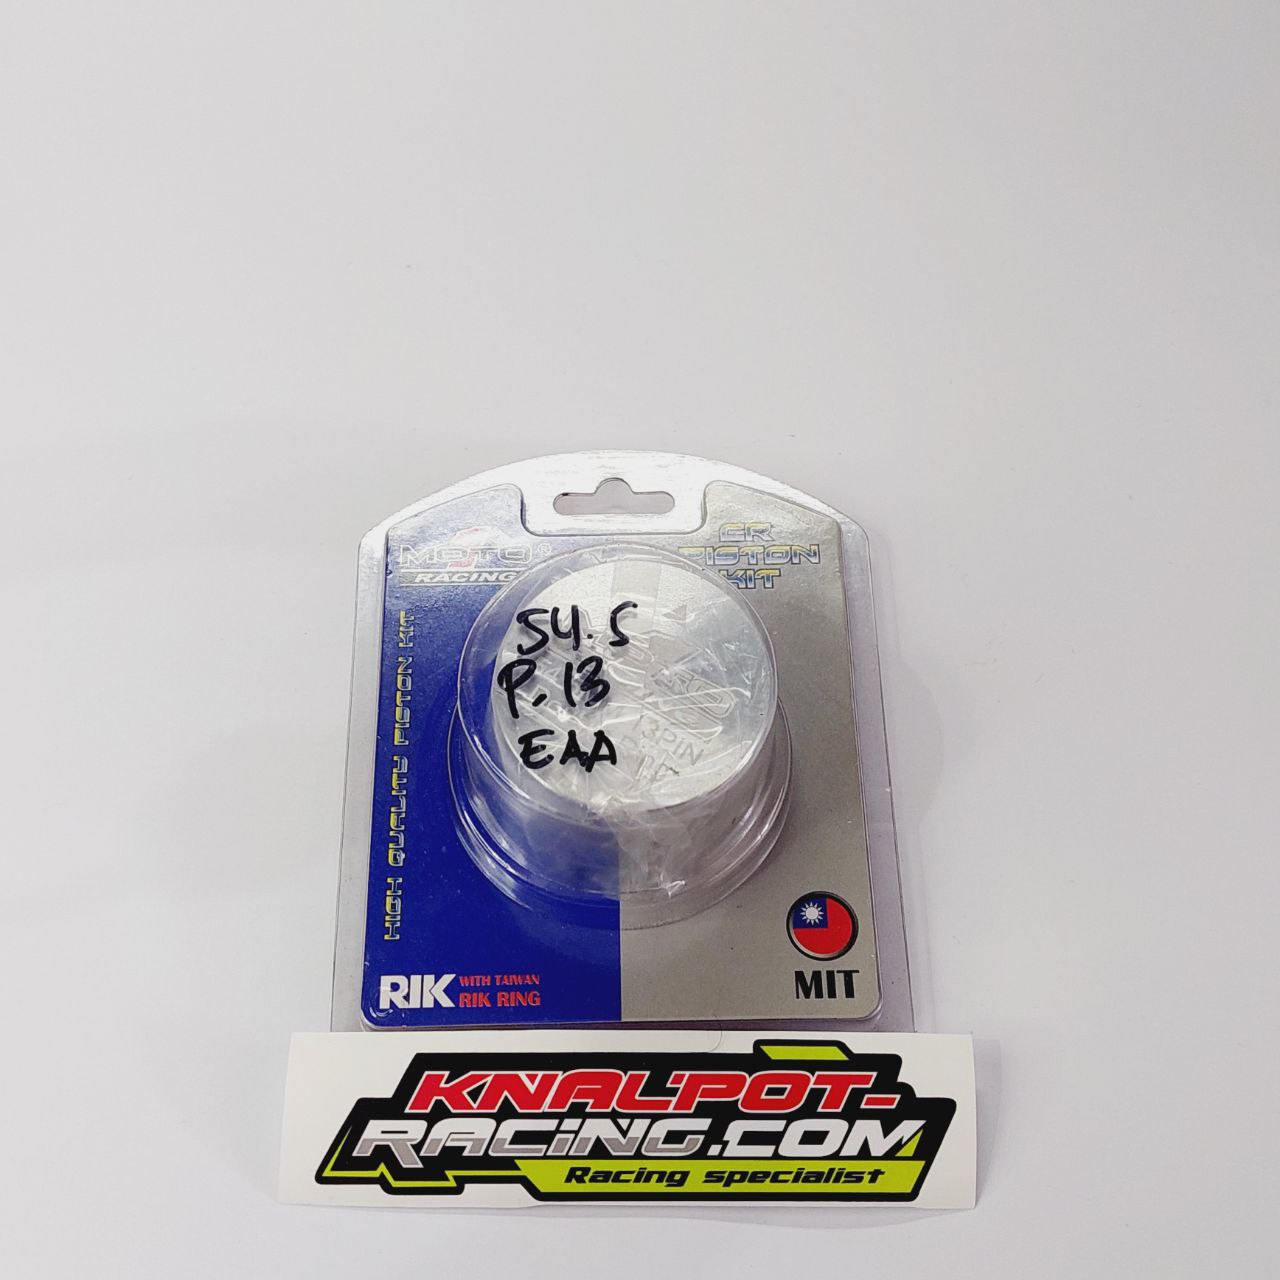 MOTO®
RACING
CR
PISTON
KIT
HIGH QUALITY PISTON KIT
54.5
P. 13
EAA
13PIN
RIK WITH TAIWAN
RIK RING
MIT
KNALPOT-
RACING.COM
Racing specialist